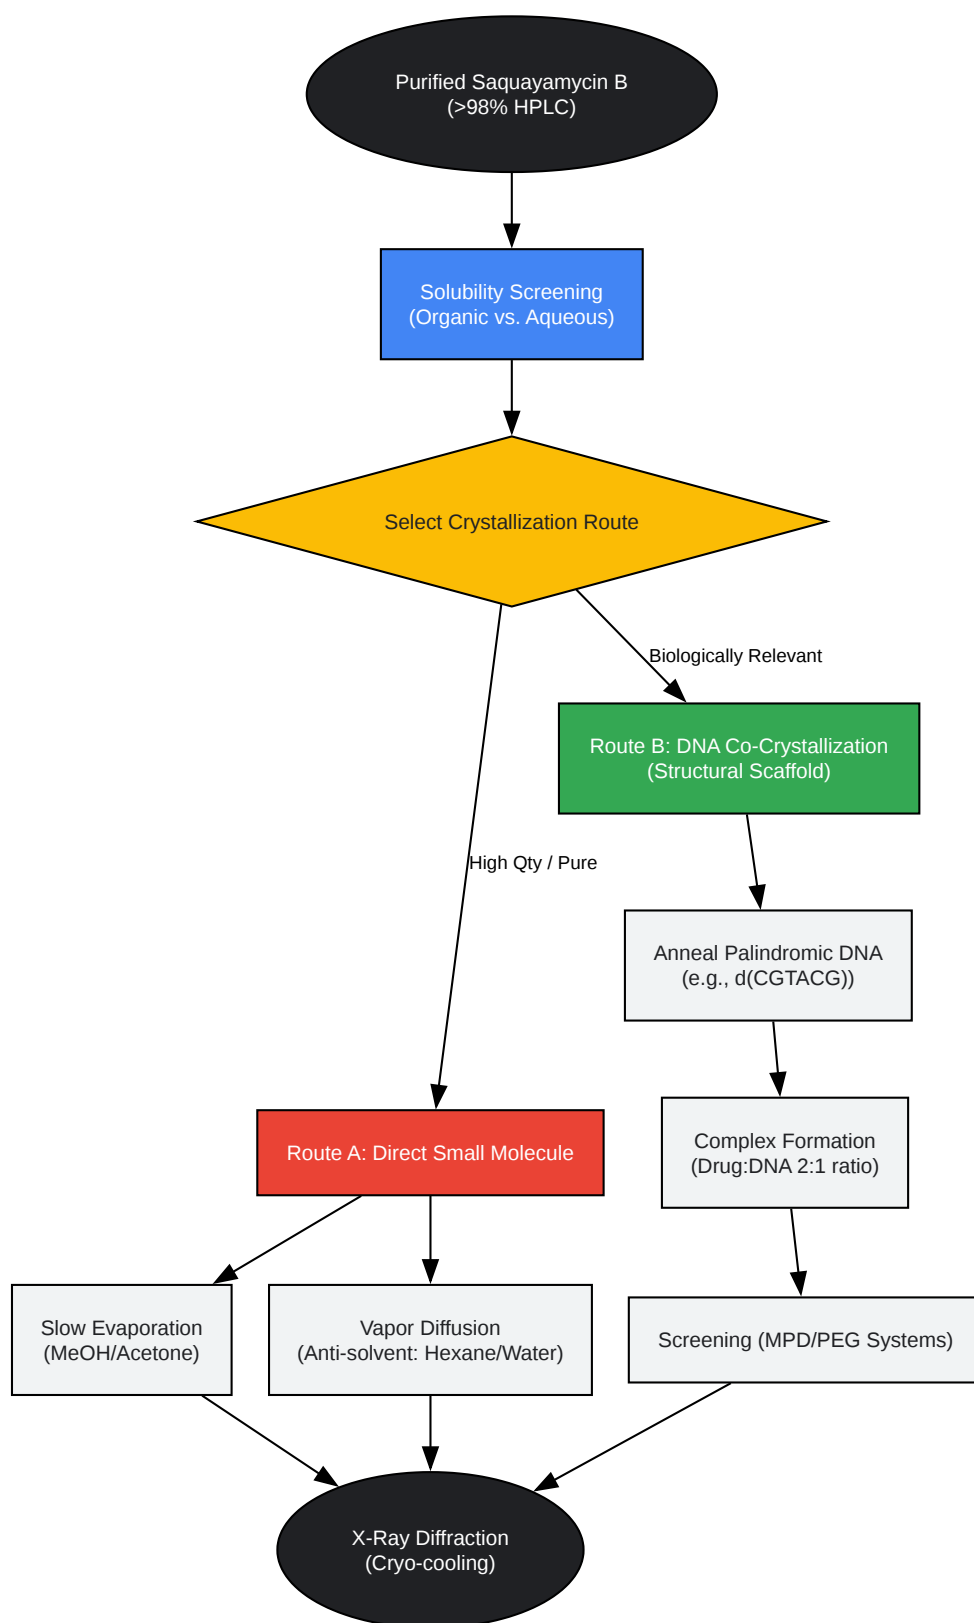 Purified Saquayamycin B
(>98% HPLC)
Solubility Screening
(Organic vs. Aqueous)
Select Crystallization Route
Biologically Relevant
Route B: DNA Co-Crystallization
(Structural Scaffold)
High Qty / Pure
Anneal Palindromic DNA
(e.g., d(CGTACG))
Complex Formation
(Drug:DNA 2:1 ratio)
Route A: Direct Small Molecule
Slow Evaporation
(MeOH/Acetone)
Vapor Diffusion
(Anti-solvent: Hexane/Water)
Screening (MPD/PEG Systems)
X-Ray Diffraction
(Cryo-cooling)